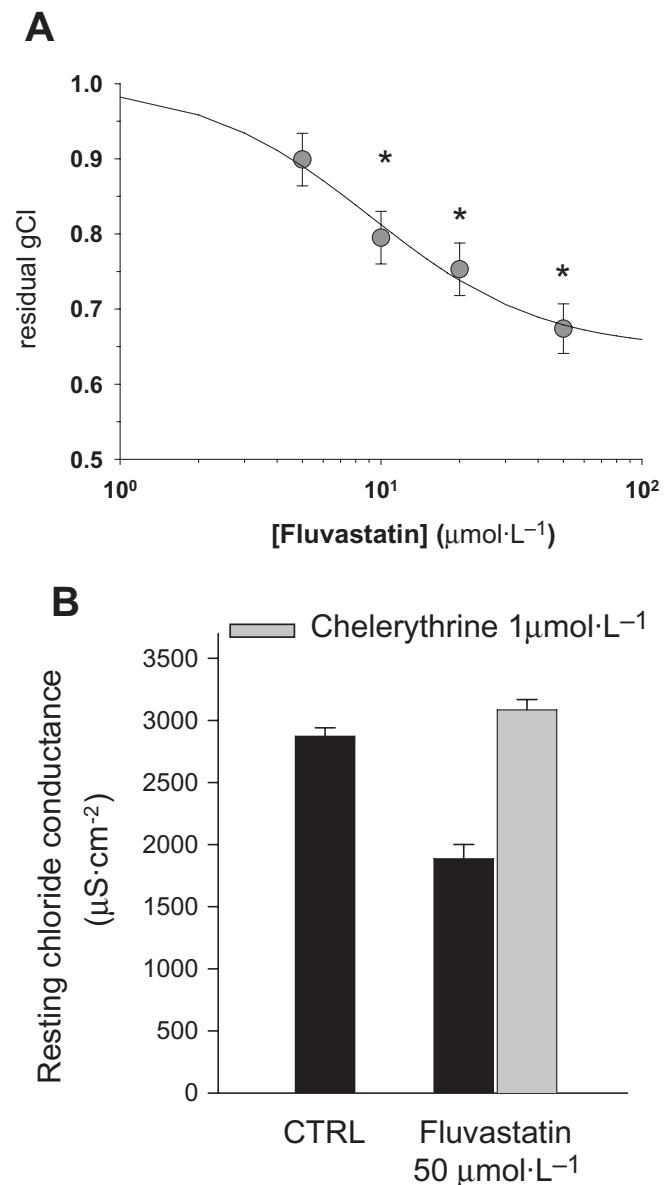 A
1.0
0.9
0.8
0.7
0.6
0.5
residual gCl
*
*
*
10⁰
10¹
10²
[Fluvastatin] (μmol·L⁻¹)
B
Chelerythrine 1μmol·L⁻¹
3500
3000
2500
2000
1500
1000
500
0
Resting chloride conductance
(μS·cm⁻²)
CTRL
Fluvastatin
50 μmol·L⁻¹